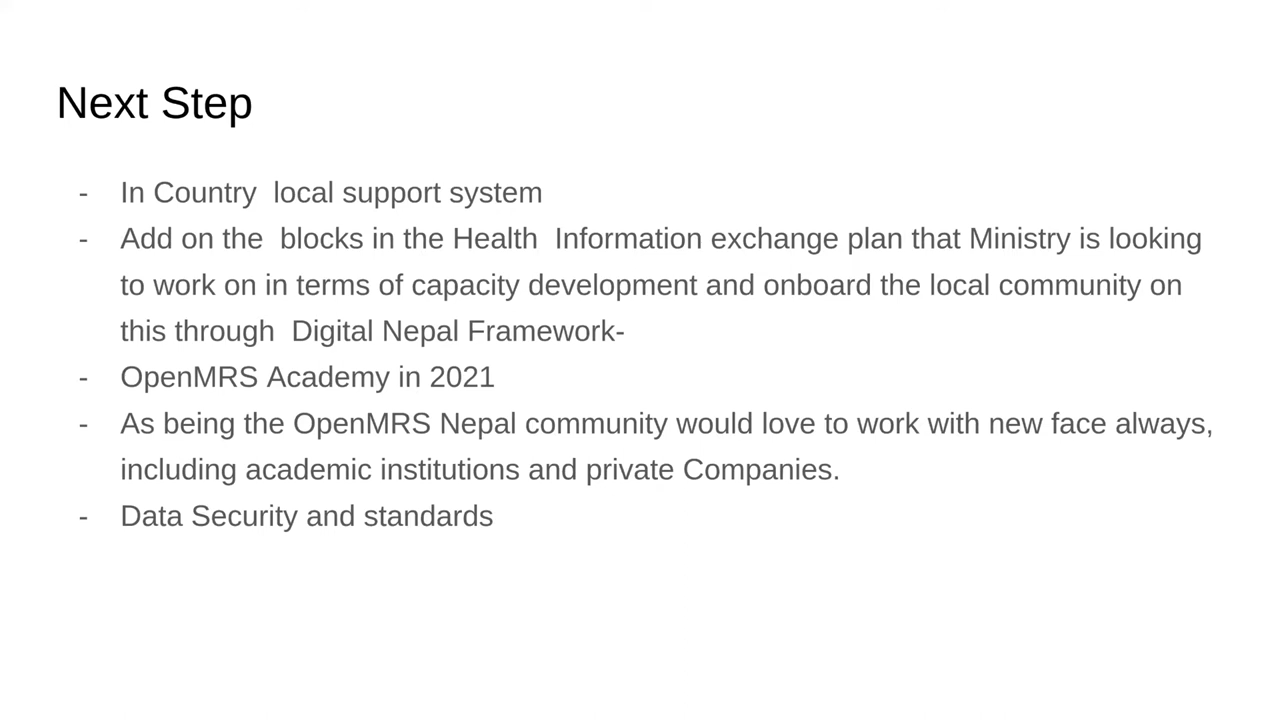 Next Step
- In Country  local support system
- Add on the  blocks in the Health  Information exchange plan that Ministry is looking
to work on in terms of capacity development and onboard the local community on
this through  Digital Nepal Framework-
- OpenMRS Academy in 2021
- As being the OpenMRS Nepal community would love to work with new face always,
including academic institutions and private Companies.
- Data Security and standards